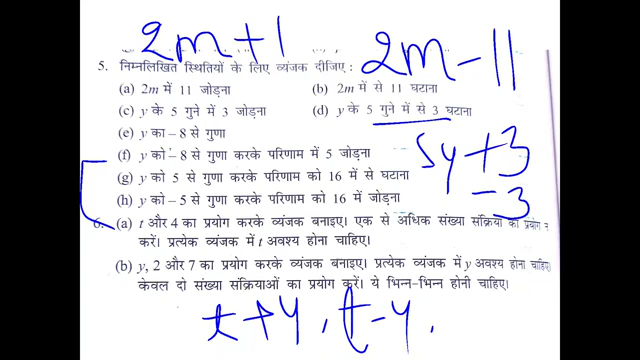 2m+1
2m-11
5. निम्नलिखित स्थितियों के लिए व्यंजक दीजिए :
(a) 2m में 11 जोड़ना (b) 2m में से 11 घटाना
(c) y के 5 गुने में 3 जोड़ना (d) y के 5 गुने में से 3 घटाना
(e) y का – 8 से गुणा
(f) y को – 8 से गुणा करके परिणाम में 5 जोड़ना
5y+3
(g) y को 5 से गुणा करके परिणाम को 16 में से घटाना
(h) y को – 5 से गुणा करके परिणाम को 16 में जोड़ना
-3
6. (a) t और 4 का प्रयोग करके व्यंजक बनाइए। एक से अधिक संख्या संक्रिया का प्रयोग न
करें। प्रत्येक व्यंजक में t अवश्य होना चाहिए।
(b) y, 2 और 7 का प्रयोग करके व्यंजक बनाइए। प्रत्येक व्यंजक में y अवश्य होना चाहिए
केवल दो संख्या संक्रियाओं का प्रयोग करें। ये भिन्न-भिन्न होनी चाहिए।
t+4, t-4,